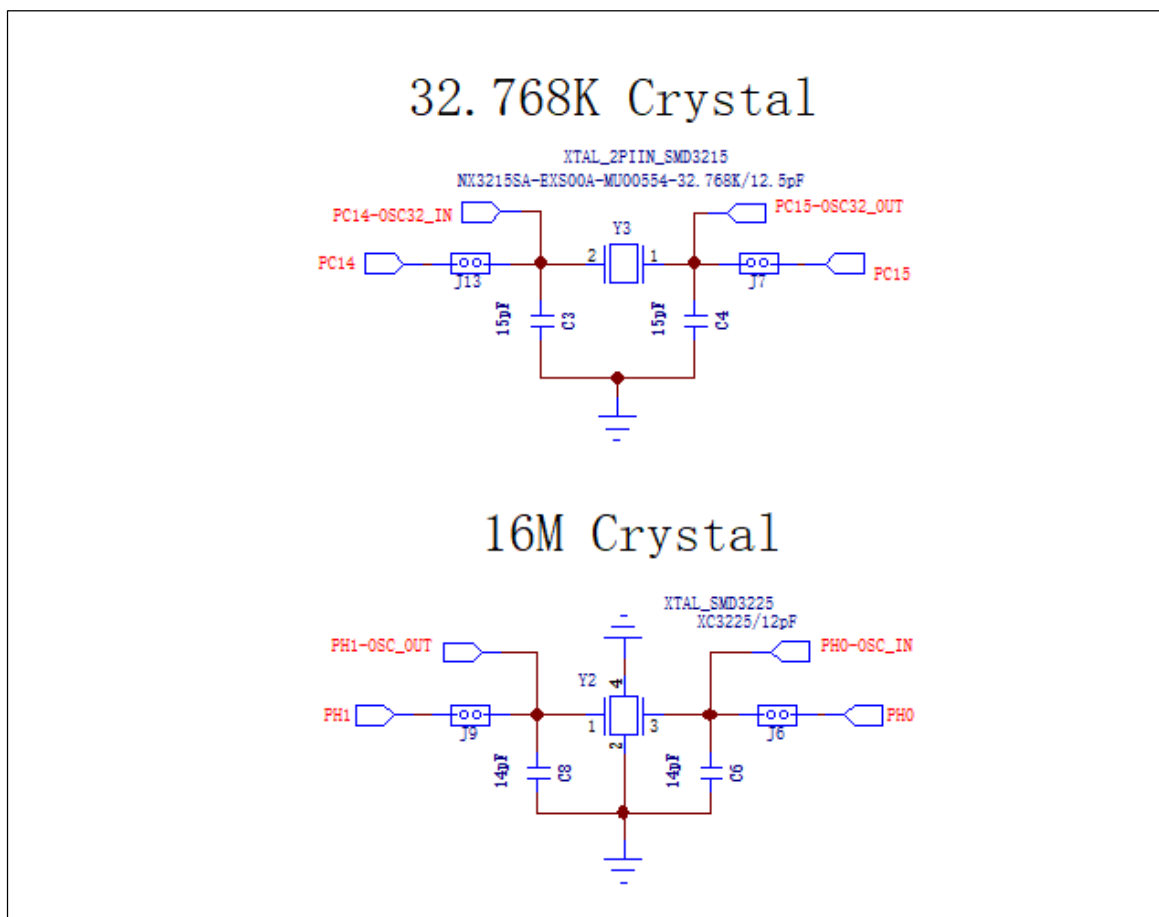 32.768K Crystal
XTAL_2PIIN_SMD3215
NX3215SA-EXS00A-MU00554-32.768K/12.5pF
PC14-OSC32_IN
PC15-OSC32_OUT
Y3
PC14
2
1
PC15
J13
J7
15pF
C3
15pF
C4
16M Crystal
XTAL_SMD3225
XC3225/12pF
PH1-OSC_OUT
PH0-OSC_IN
Y2
4
PH1
1
3
PH0
J9
J6
2
14pF
C8
14pF
C6